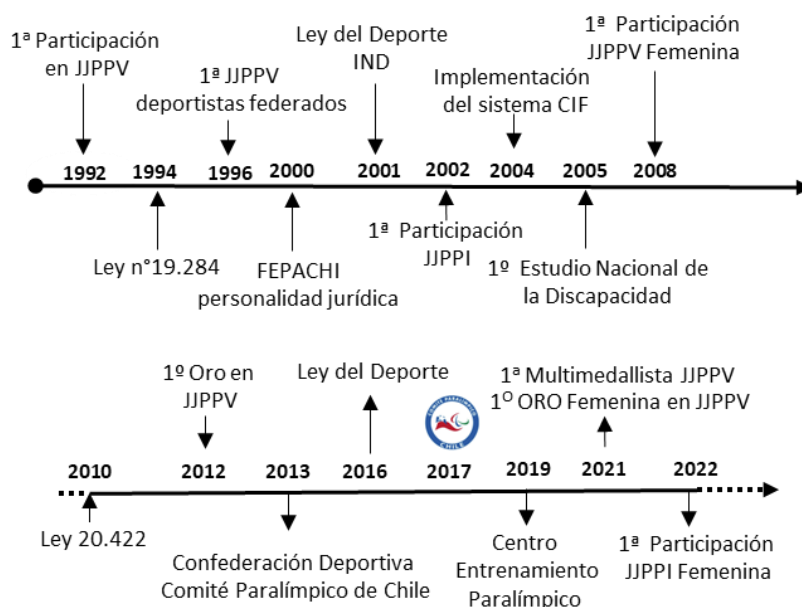 1ª Participación
en JJPPV
1ª JJPPV
deportistas federados
Ley del Deporte
IND
Implementación
del sistema CIF
1ª Participación
JJPPV Femenina
1992 1994 1996 2000 2001 2002 2004 2005 2008
Ley n°19.284
FEPACHI
personalidad jurídica
1ª Participación
JJPPI
1º Estudio Nacional de
la Discapacidad
1º Oro en
JJPPV
Ley del Deporte
COMITÉ PARALÍMPICO
CHILE
1ª Multimedallista JJPPV
1º ORO Femenina en JJPPV
2010 2012 2013 2016 2017 2019 2021 2022
Ley 20.422
Confederación Deportiva
Comité Paralímpico de Chile
Centro
Entrenamiento
Paralímpico
1ª Participación
JJPPI Femenina